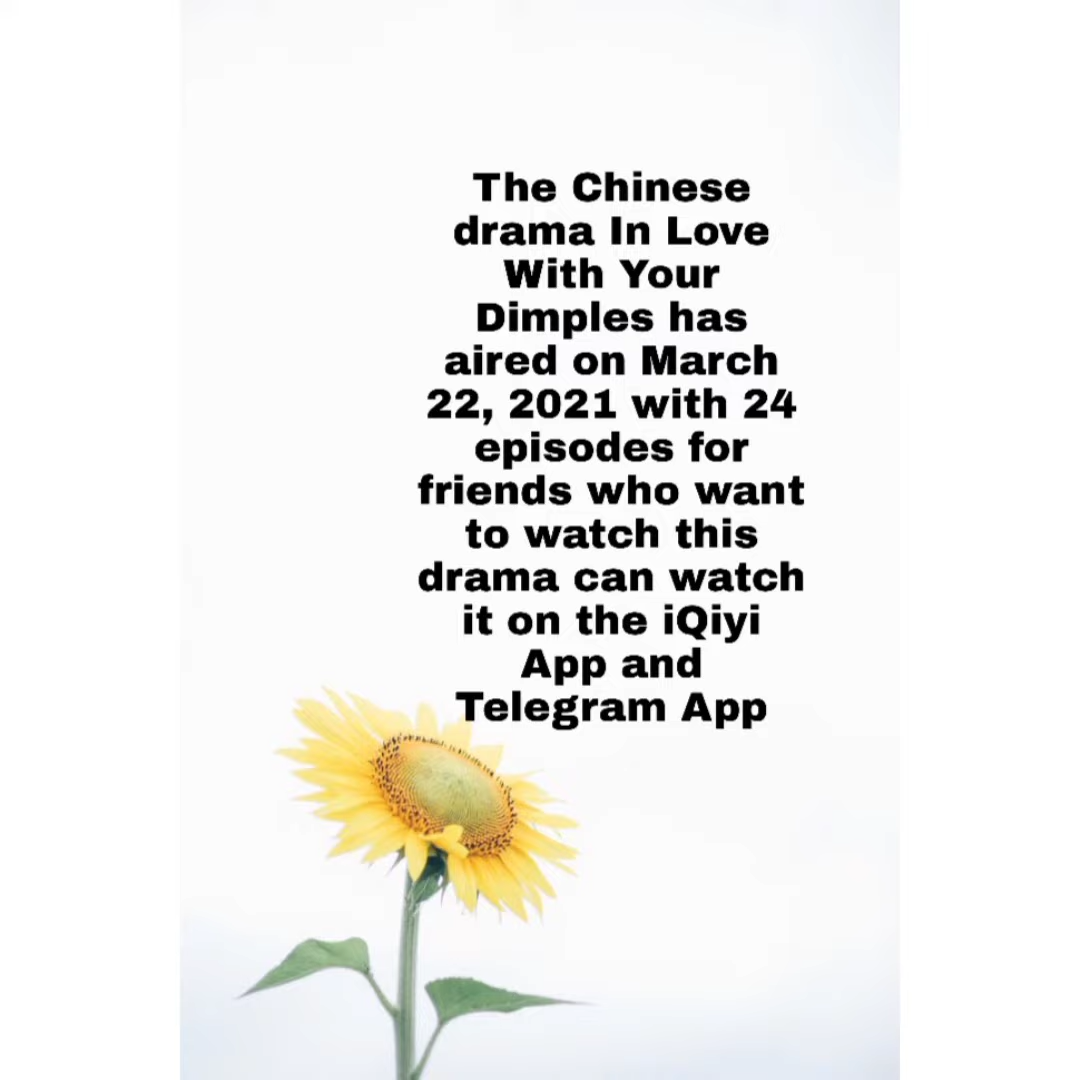 The Chinese
drama In Love
With Your
Dimples has
aired on March
22, 2021 with 24
episodes for
friends who want
to watch this
drama can watch
it on the iQiyi
App and
Telegram App